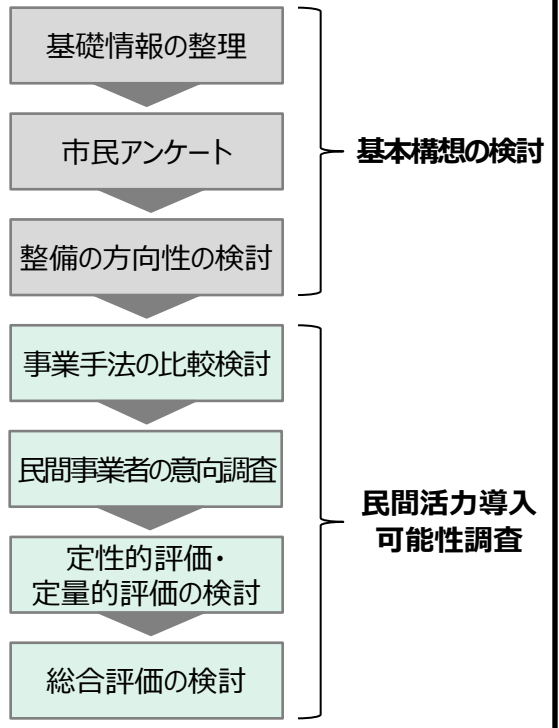 基礎情報の整理
市民アンケート
基本構想の検討
整備の方向性の検討
事業手法の比較検討
民間事業者の意向調査
民間活力導入
可能性調査
定性的評価・
定量的評価の検討
総合評価の検討